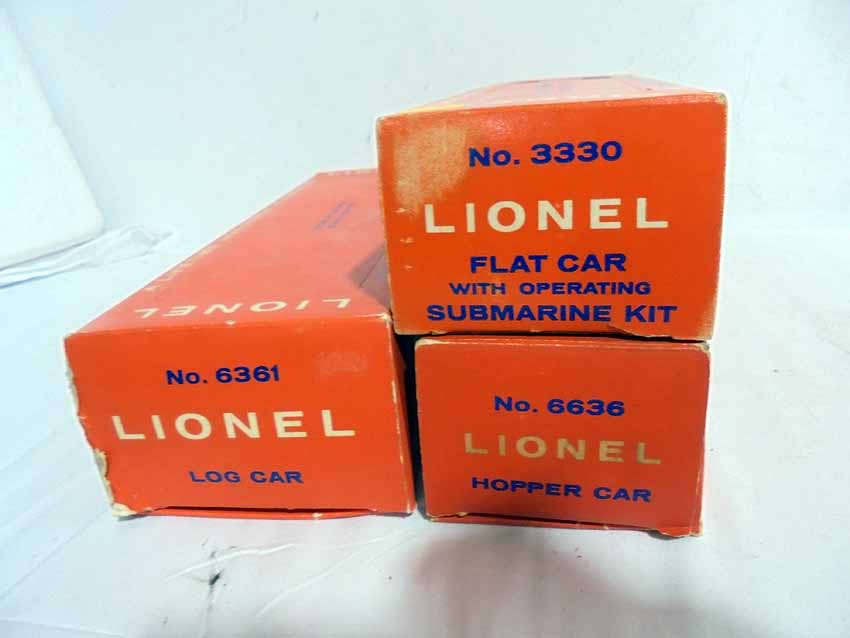 No. 3330
LIONEL
FLAT CAR
WITH OPERATING
SUBMARINE KIT
LIONEL
No. 6361
LIONEL
LOG CAR
No. 6636
LIONEL
HOPPER CAR